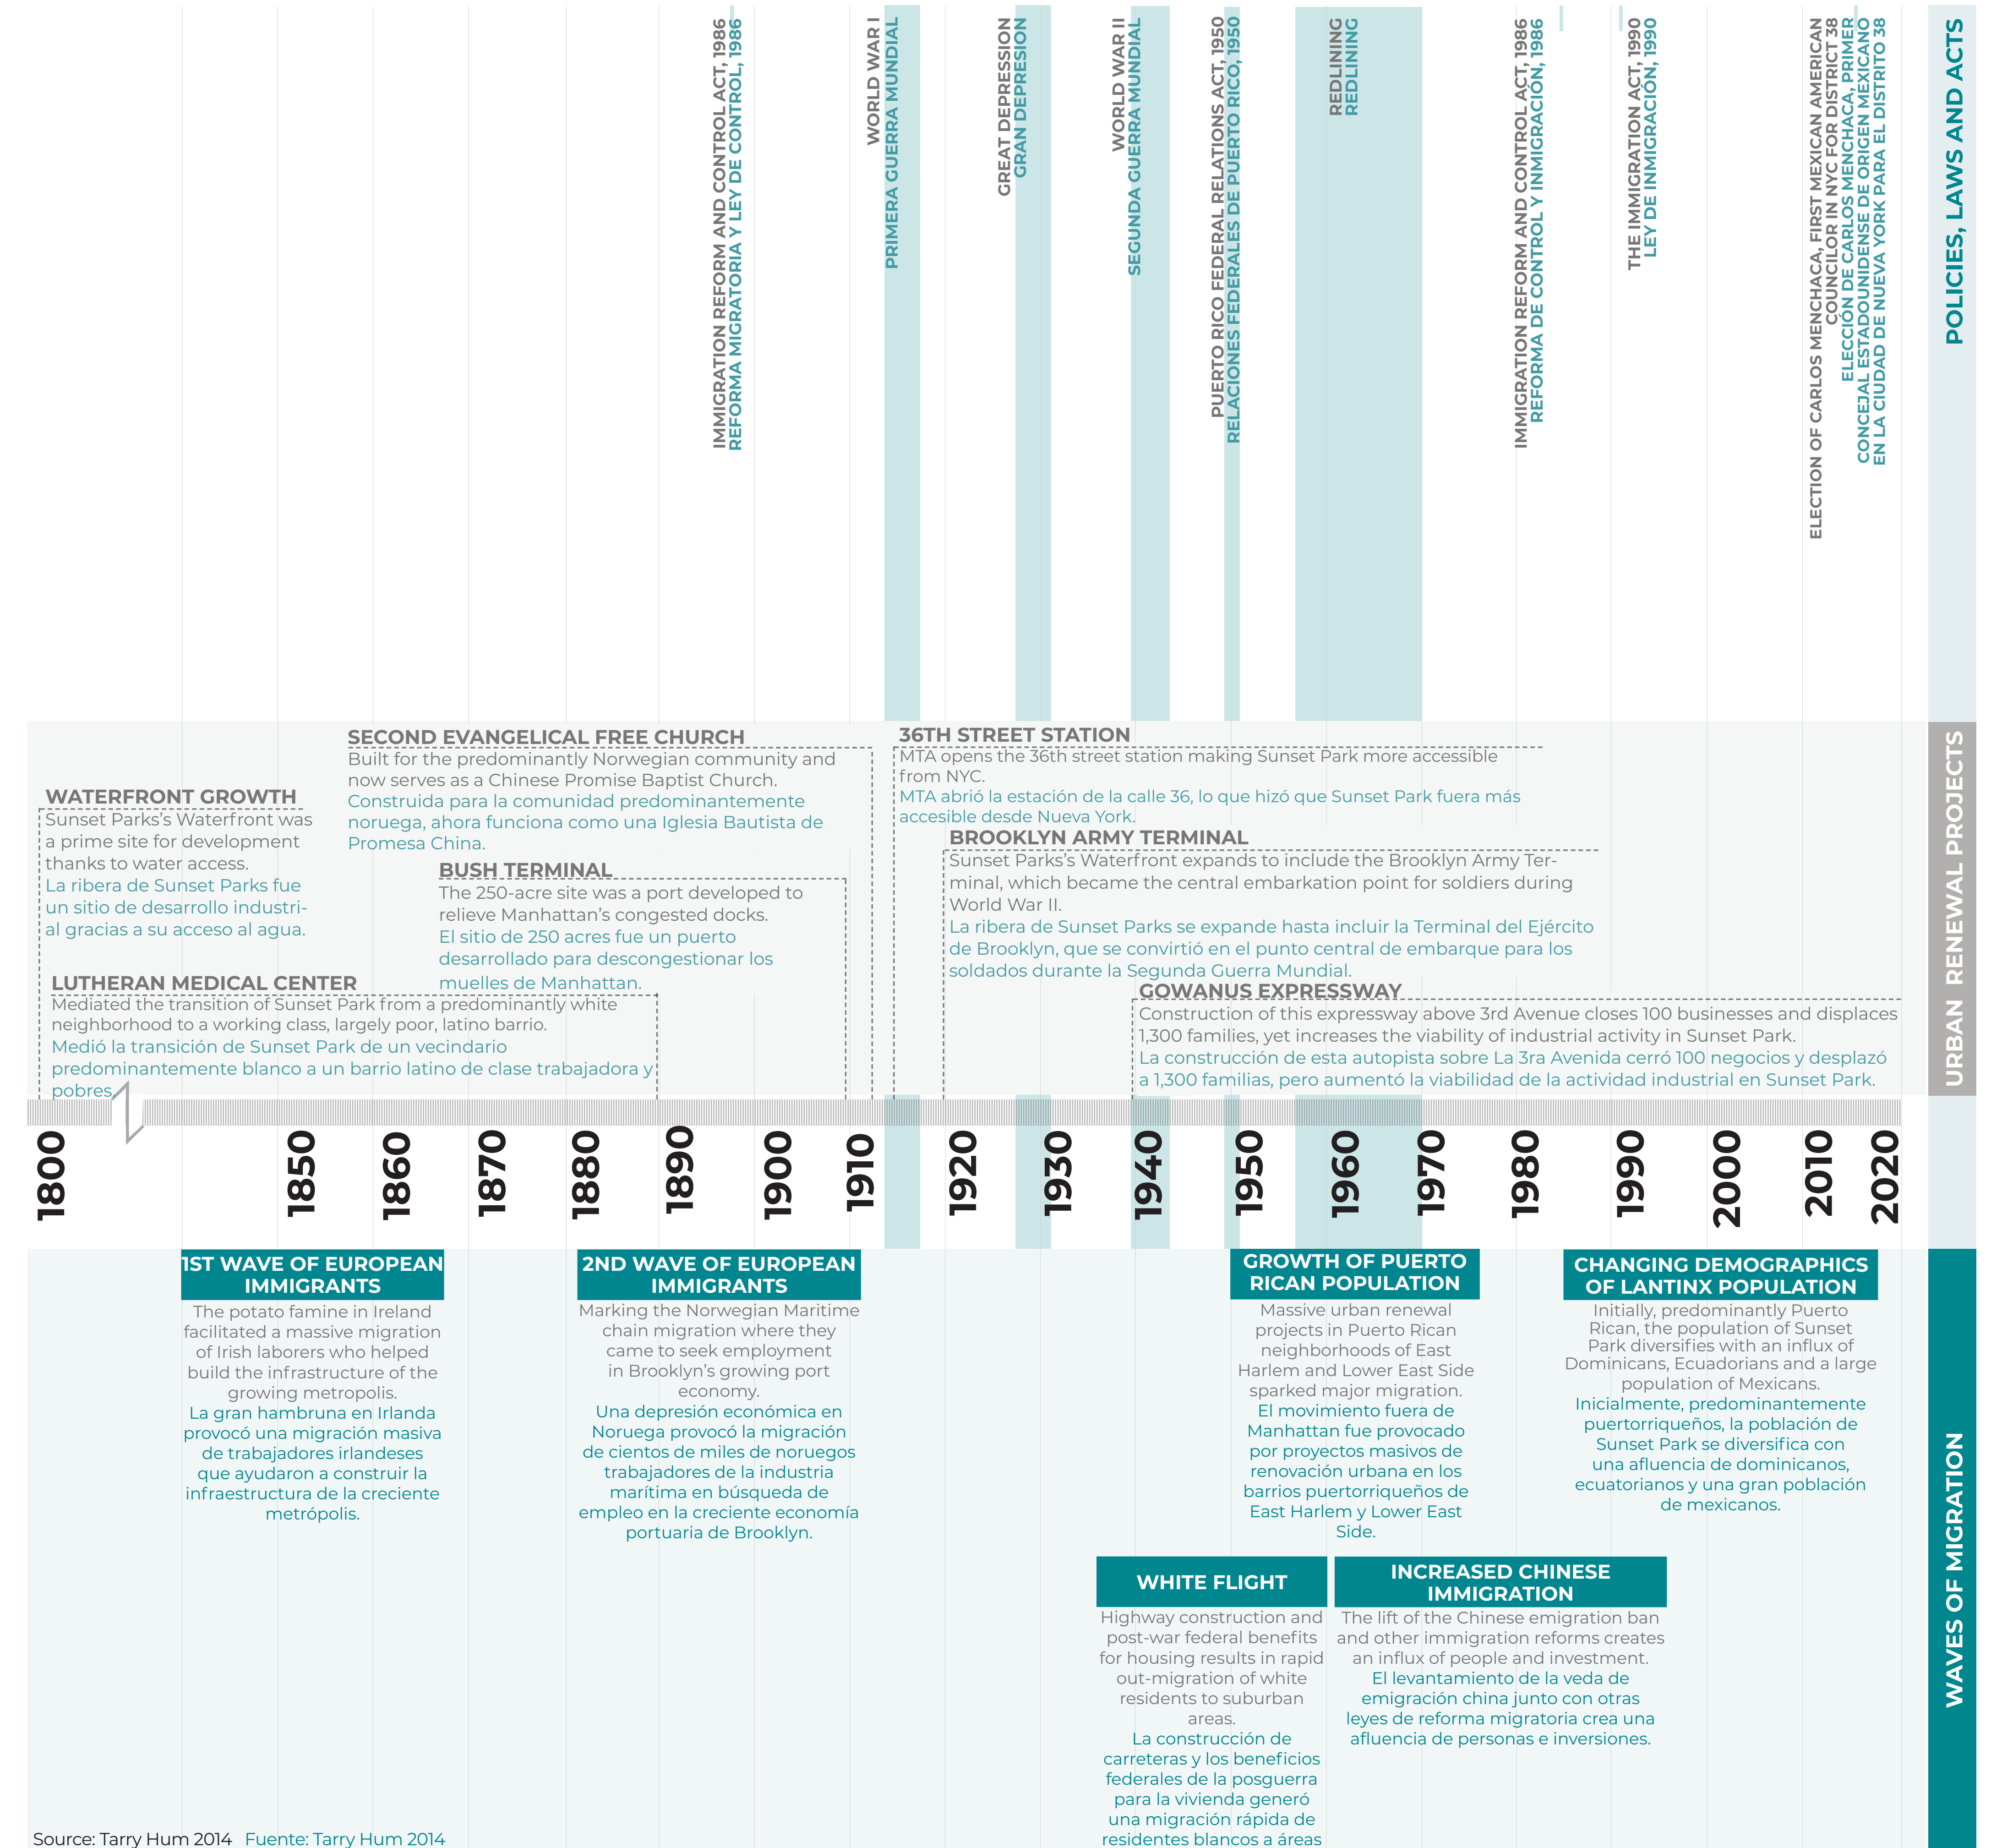 IMMIGRATION REFORM AND CONTROL ACT, 1986
REFORMA MIGRATORIA Y LEY DE CONTROL, 1986
WORLD WAR I
PRIMERA GUERRA MUNDIAL
GREAT DEPRESSION
GRAN DEPRESION
WORLD WAR II
SEGUNDA GUERRA MUNDIAL
PUERTO RICO FEDERAL RELATIONS ACT, 1950
RELACIONES FEDERALES DE PUERTO RICO, 1950
REDLINING
REDLINING
IMMIGRATION REFORM AND CONTROL ACT, 1986
REFORMA DE CONTROL Y INMIGRACIÓN, 1986
THE IMMIGRATION ACT, 1990
LEY DE INMIGRACIÓN, 1990
ELECTION OF CARLOS MENCHACA, FIRST MEXICAN AMERICAN
COUNCILOR IN NYC FOR DISTRICT 38
ELECCIÓN DE CARLOS MENCHACA, PRIMER
CONCEJAL ESTADOUNIDENSE DE ORIGEN MEXICANO
EN LA CIUDAD DE NUEVA YORK PARA EL DISTRITO 38
POLICIES, LAWS AND ACTS
WATERFRONT GROWTH
Sunset Parks's Waterfront was
a prime site for development
thanks to water access.
La ribera de Sunset Parks fue
un sitio de desarrollo industri-
al gracias a su acceso al agua.
LUTHERAN MEDICAL CENTER
Mediated the transition of Sunset Park from a predominantly white
neighborhood to a working class, largely poor, latino barrio.
Medió la transición de Sunset Park de un vecindario
predominantemente blanco a un barrio latino de clase trabajadora y
pobres.
SECOND EVANGELICAL FREE CHURCH
Built for the predominantly Norwegian community and
now serves as a Chinese Promise Baptist Church.
Construida para la comunidad predominantemente
noruega, ahora funciona como una Iglesia Bautista de
Promesa China.
BUSH TERMINAL
The 250-acre site was a port developed to
relieve Manhattan's congested docks.
El sitio de 250 acres fue un puerto
desarrollado para descongestionar los
muelles de Manhattan.
36TH STREET STATION
MTA opens the 36th street station making Sunset Park more accessible
from NYC.
MTA abrió la estación de la calle 36, lo que hizó que Sunset Park fuera más
accesible desde Nueva York.
BROOKLYN ARMY TERMINAL
Sunset Parks's Waterfront expands to include the Brooklyn Army Ter-
minal, which became the central embarkation point for soldiers during
World War II.
La ribera de Sunset Parks se expande hasta incluir la Terminal del Ejército
de Brooklyn, que se convirtió en el punto central de embarque para los
soldados durante la Segunda Guerra Mundial.
GOWANUS EXPRESSWAY
Construction of this expressway above 3rd Avenue closes 100 businesses and displaces
1,300 families, yet increases the viability of industrial activity in Sunset Park.
La construcción de esta autopista sobre La 3ra Avenida cerró 100 negocios y desplazó
a 1,300 familias, pero aumentó la viabilidad de la actividad industrial en Sunset Park.
URBAN RENEWAL PROJECTS
1800
1850
1860
1870
1880
1890
1900
1910
1920
1930
1940
1950
1960
1970
1980
1990
2000
2010
2020
1ST WAVE OF EUROPEAN
IMMIGRANTS
The potato famine in Ireland
facilitated a massive migration
of Irish laborers who helped
build the infrastructure of the
growing metropolis.
La gran hambruna en Irlanda
provocó una migración masiva
de trabajadores irlandeses
que ayudaron a construir la
infraestructura de la creciente
metrópolis.
2ND WAVE OF EUROPEAN
IMMIGRANTS
Marking the Norwegian Maritime
chain migration where they
came to seek employment
in Brooklyn's growing port
economy.
Una depresión económica en
Noruega provocó la migración
de cientos de miles de noruegos
trabajadores de la industria
marítima en búsqueda de
empleo en la creciente economía
portuaria de Brooklyn.
GROWTH OF PUERTO
RICAN POPULATION
Massive urban renewal
projects in Puerto Rican
neighborhoods of East
Harlem and Lower East Side
sparked major migration.
El movimiento fuera de
Manhattan fue provocado
por proyectos masivos de
renovación urbana en los
barrios puertorriqueños de
East Harlem y Lower East
Side.
CHANGING DEMOGRAPHICS
OF LANTINX POPULATION
Initially, predominantly Puerto
Rican, the population of Sunset
Park diversifies with an influx of
Dominicans, Ecuadorians and a large
population of Mexicans.
Inicialmente, predominantemente
puertorriqueños, la población de
Sunset Park se diversifica con
una afluencia de dominicanos,
ecuatorianos y una gran población
de mexicanos.
WHITE FLIGHT
Highway construction and
post-war federal benefits
for housing results in rapid
out-migration of white
residents to suburban
areas.
La construcción de
carreteras y los beneficios
federales de la posguerra
para la vivienda generó
una migración rápida de
residentes blancos a áreas
INCREASED CHINESE
IMMIGRATION
The lift of the Chinese emigration ban
and other immigration reforms creates
an influx of people and investment.
El levantamiento de la veda de
emigración china junto con otras
leyes de reforma migratoria crea una
afluencia de personas e inversiones.
WAVES OF MIGRATION
Source: Tarry Hum 2014 Fuente: Tarry Hum 2014